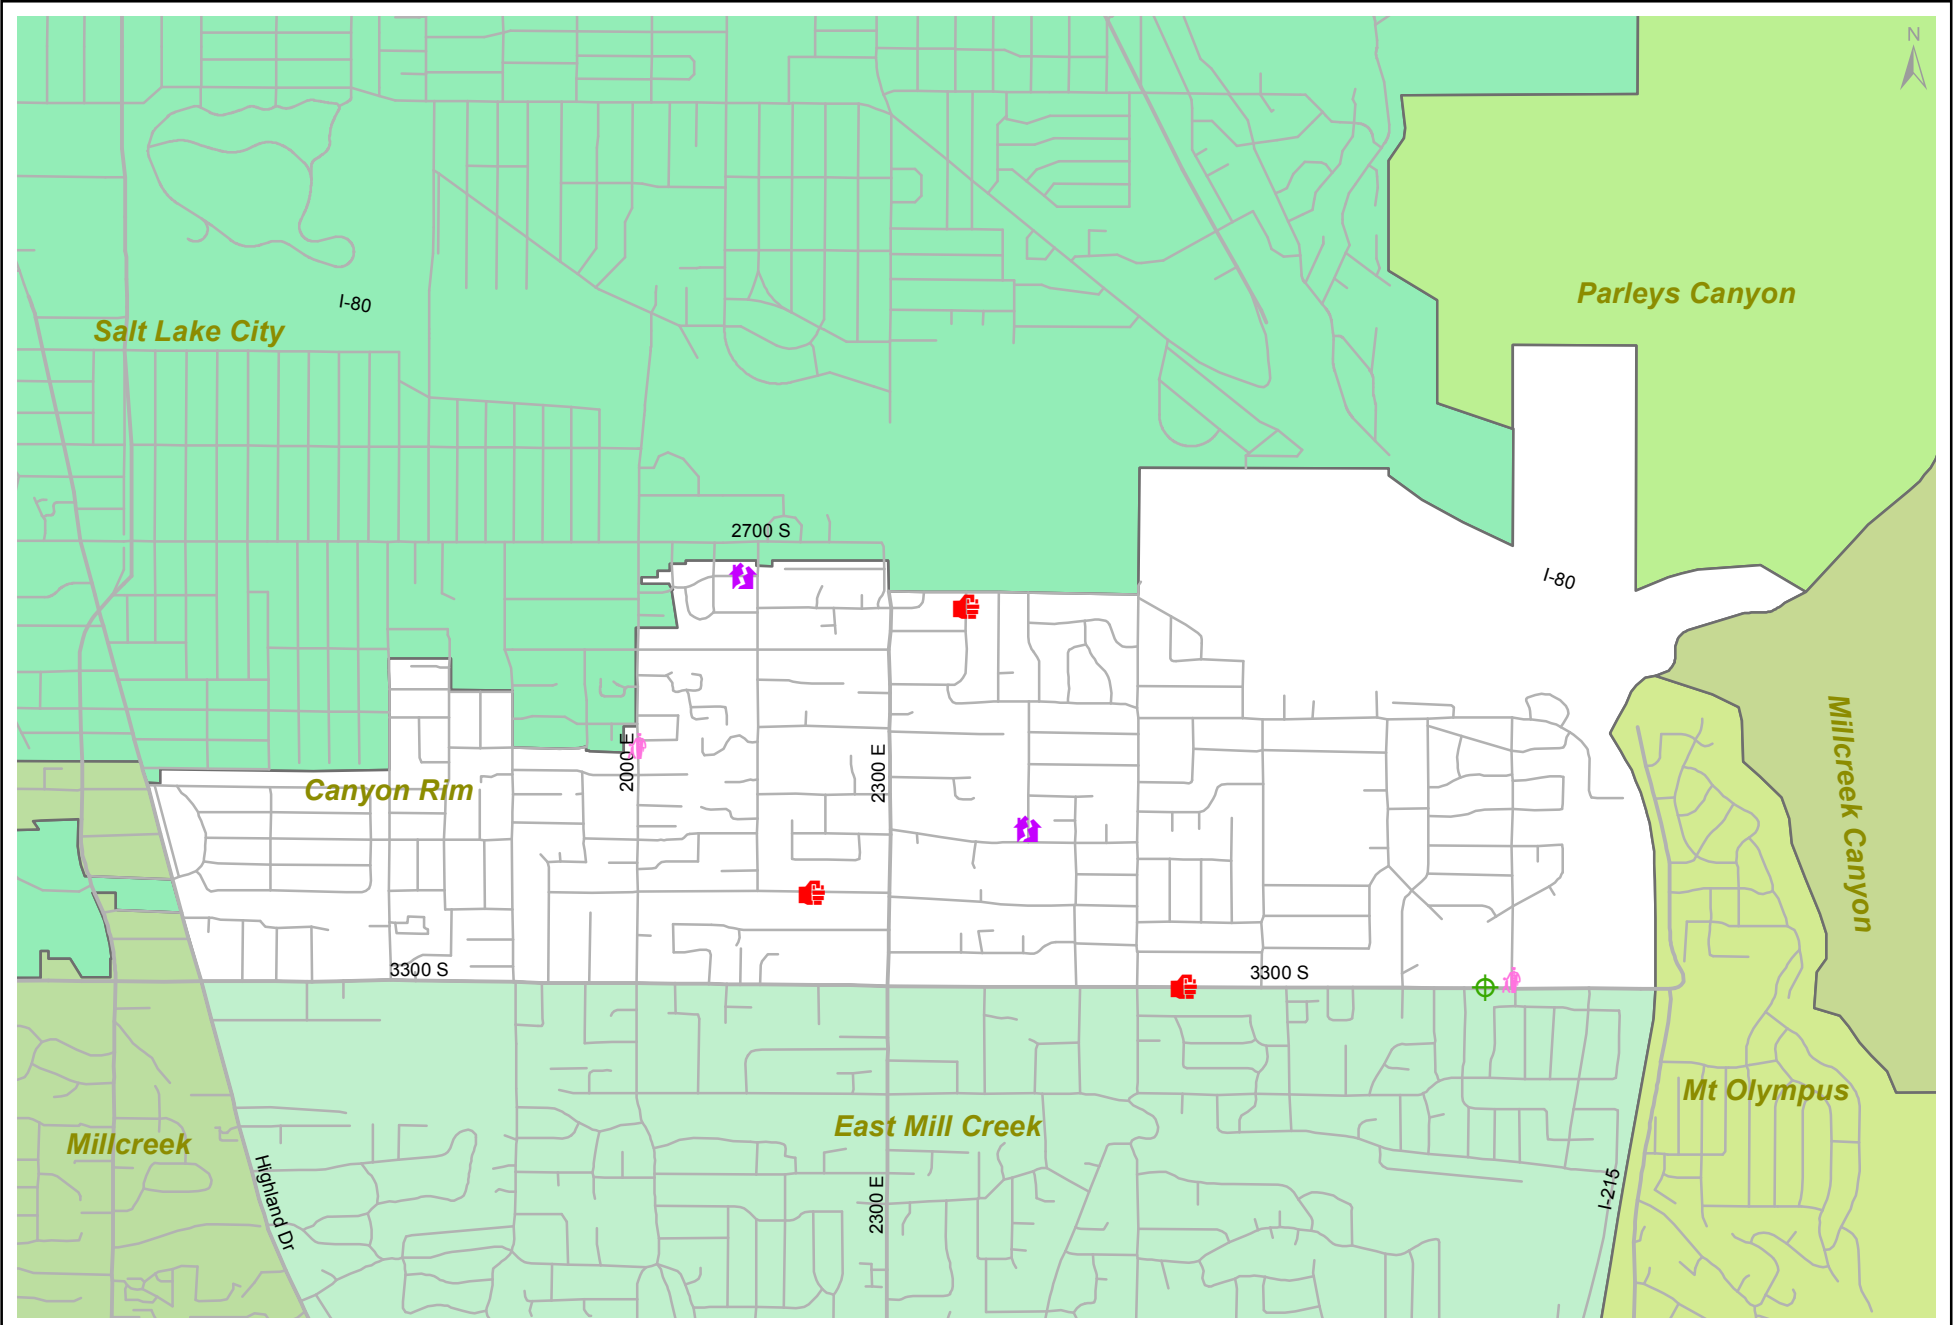 N
Parleys Canyon
I-80
Salt Lake City
2700 S
I-80
Millcreek Canyon
2000 E
2300 E
Canyon Rim
3300 S
3300 S
Mt Olympus
East Mill Creek
Millcreek
Highland Dr
2300 E
I-215